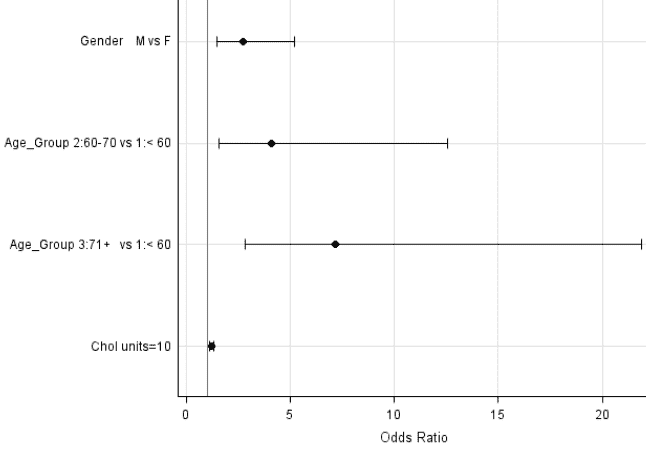 Gender M vs F
Age_Group 2:60-70 vs 1:< 60
Age_Group 3:71+ vs 1:< 60
Chol units=10
0 5 10 15 20
Odds Ratio